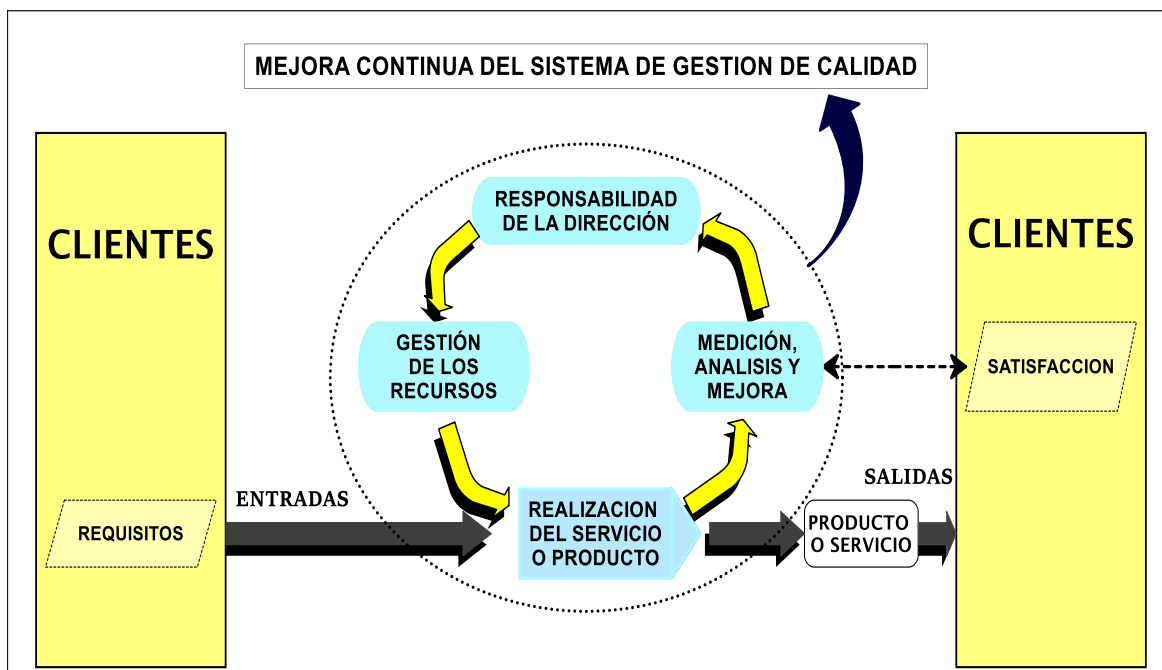 MEJORA CONTINUA DEL SISTEMA DE GESTION DE CALIDAD
CLIENTES
REQUISITOS
ENTRADAS
RESPONSABILIDAD
DE LA DIRECCIÓN
GESTIÓN
DE LOS
RECURSOS
MEDICIÓN,
ANALISIS Y
MEJORA
REALIZACION
DEL SERVICIO
O PRODUCTO
SALIDAS
PRODUCTO
O SERVICIO
CLIENTES
SATISFACCION